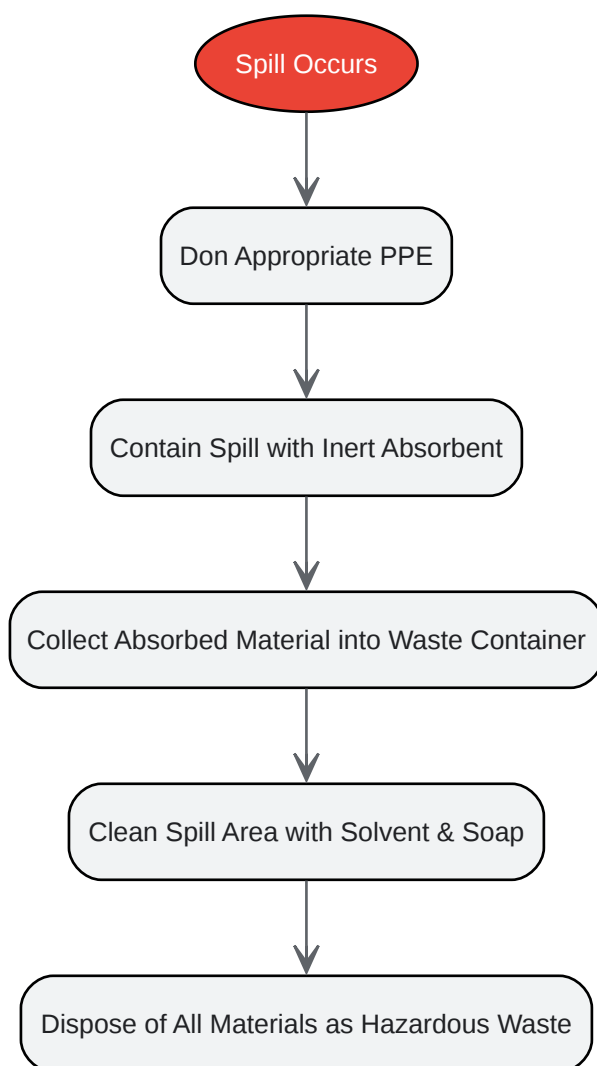 Spill Occurs
Don Appropriate PPE
Contain Spill with Inert Absorbent
Collect Absorbed Material into Waste Container
Clean Spill Area with Solvent & Soap
Dispose of All Materials as Hazardous Waste